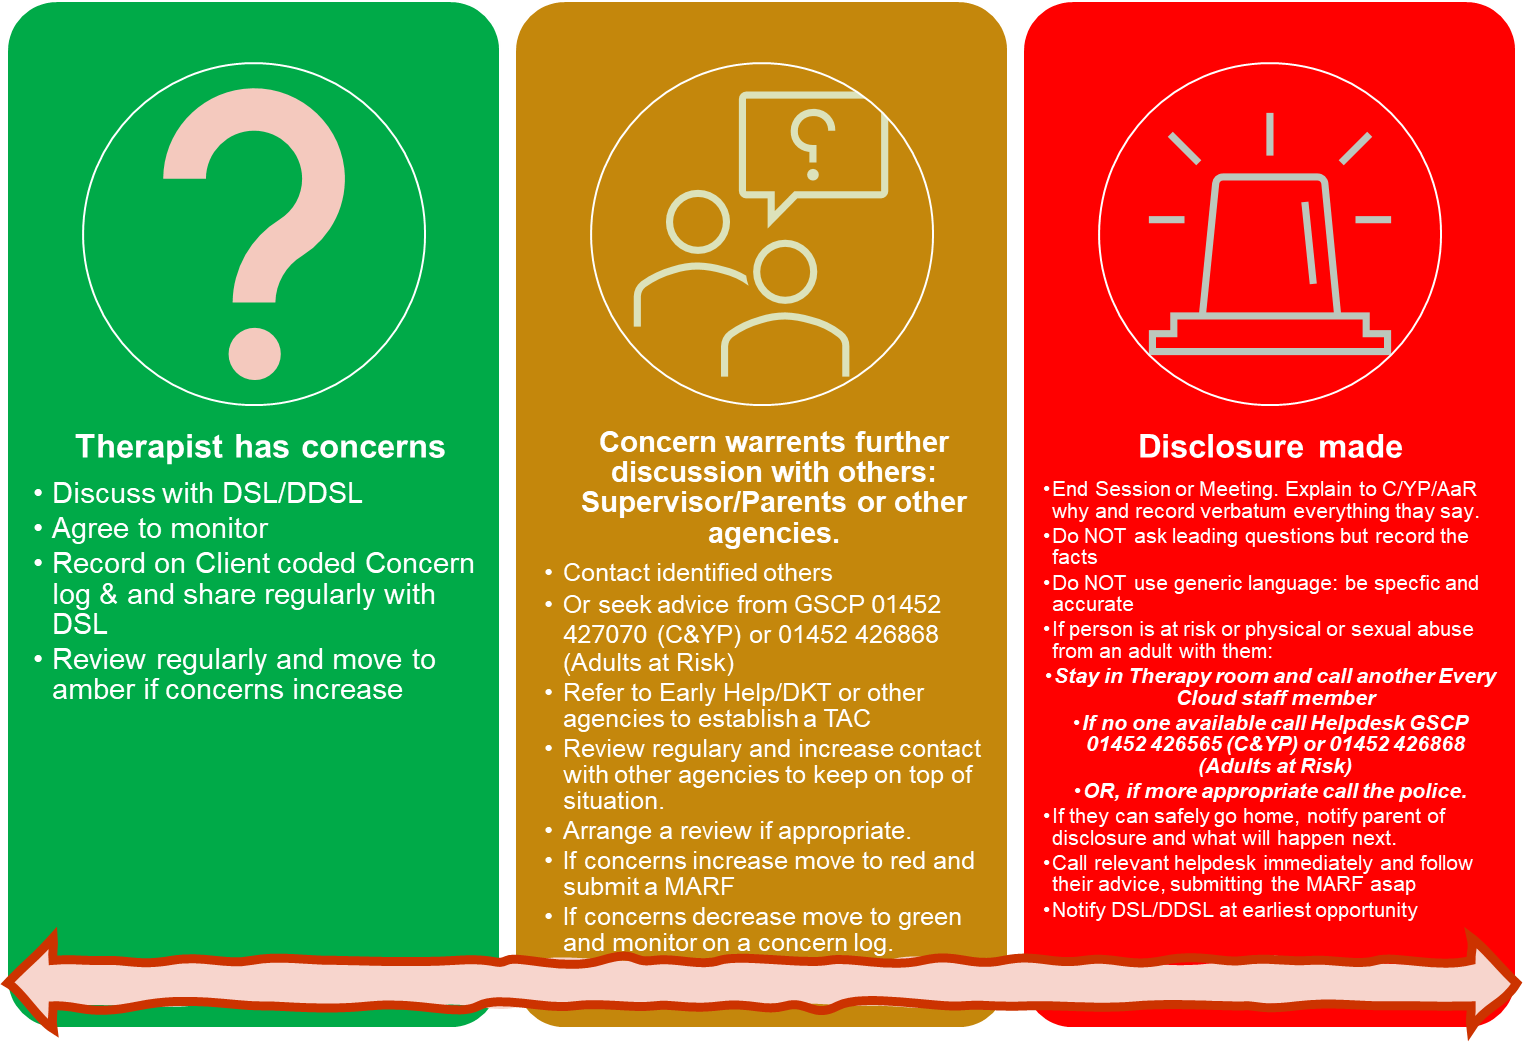 Therapist has concerns
• Discuss with DSL/DDSL
• Agree to monitor
• Record on Client coded Concern
log & and share regularly with
DSL
• Review regularly and move to
amber if concerns increase
?
Concern warrents further
discussion with others:
Supervisor/Parents or other
agencies.
• Contact identified others
• Or seek advice from GSCP 01452
427070 (C&YP) or 01452 426868
(Adults at Risk)
• Refer to Early Help/DKT or other
agencies to establish a TAC
• Review regulary and increase contact
with other agencies to keep on top of
situation.
• Arrange a review if appropriate.
• If concerns increase move to red and
submit a MARF
• If concerns decrease move to green
and monitor on a concern log.
Disclosure made
•End Session or Meeting. Explain to C/YP/AaR
why and record verbatum everything thay say.
•Do NOT ask leading questions but record the
facts
•Do NOT use generic language: be specfic and
accurate
•If person is at risk or physical or sexual abuse
from an adult with them:
•Stay in Therapy room and call another Every
Cloud staff member
•If no one available call Helpdesk GSCP
01452 426565 (C&YP) or 01452 426868
(Adults at Risk)
•OR, if more appropriate call the police.
•If they can safely go home, notify parent of
disclosure and what will happen next.
•Call relevant helpdesk immediately and follow
their advice, submitting the MARF asap
•Notify DSL/DDSL at earliest opportunity